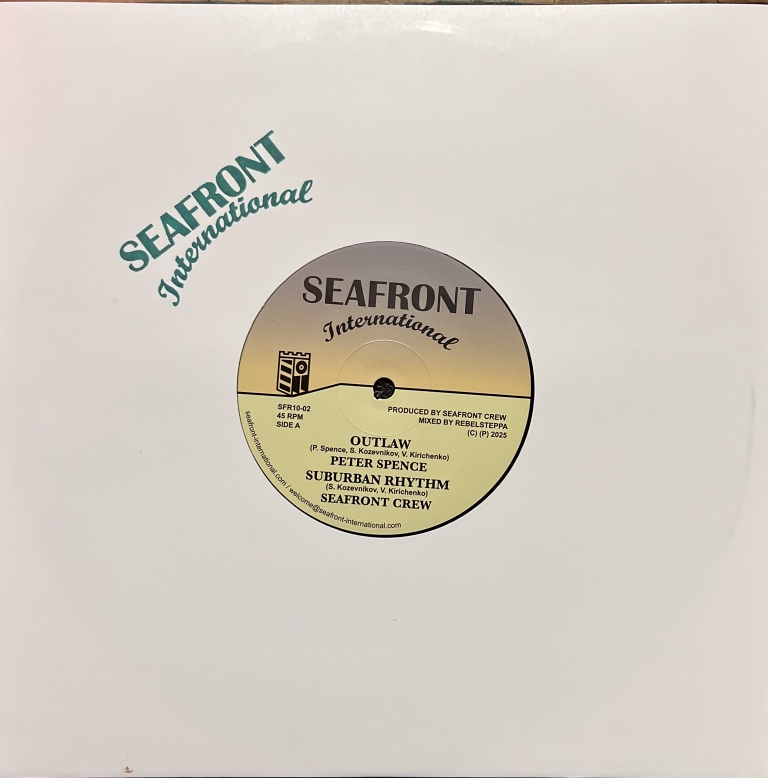 SEAFRONT
International
SEAFRONT
International
SFR10-02
45 RPM
SIDE A
PRODUCED BY SEAFRONT CREW
MIXED BY REBELSTEPPA
(C) (P) 2025
OUTLAW
(P. Spence, S. Kozevnikov, V. Kirichenko)
PETER SPENCE
SUBURBAN RHYTHM
(S. Kozevnikov, V. Kirichenko)
SEAFRONT CREW
seafront-international.com / welcome@seafront-international.com